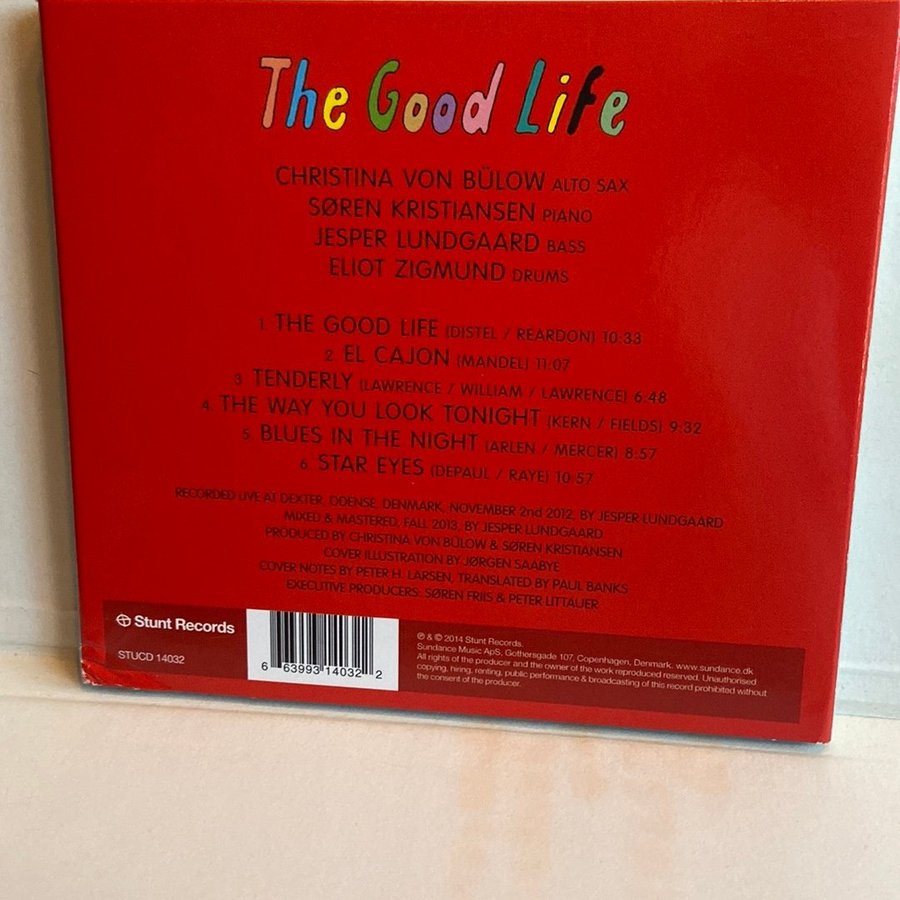 The Good Life
CHRISTINA VON BÜLOW ALTO SAX
SØREN KRISTIANSEN PIANO
JESPER LUNDGAARD BASS
ELIOT ZIGMUND DRUMS
1. THE GOOD LIFE (DISTEL / REARDON) 10:33
2. EL CAJON (MANDEL) 11:07
3. TENDERLY (LAWRENCE / WILLIAM / LAWRENCE) 6:48
4. THE WAY YOU LOOK TONIGHT (KERN / FIELDS) 9:32
5. BLUES IN THE NIGHT (ARLEN / MERCER) 8:57
6. STAR EYES (DEPAUL / RAYE) 10:57
RECORDED LIVE AT DEXTER, ODENSE, DENMARK, NOVEMBER 2nd 2012, BY JESPER LUNDGAARD
MIXED & MASTERED, FALL 2013, BY JESPER LUNDGAARD
PRODUCED BY CHRISTINA VON BÜLOW & SØREN KRISTIANSEN
COVER ILLUSTRATION BY JØRGEN SAABYE
COVER NOTES BY PETER H. LARSEN, TRANSLATED BY PAUL BANKS
EXECUTIVE PRODUCERS: SØREN FRIIS & PETER LITTAUER
Stunt Records
STUCD 14032
6 63993 14032 2
℗ & © 2014 Stunt Records.
Sundance Music ApS, Gothersgade 107, Copenhagen, Denmark. www.sundance.dk
All rights of the producer and the owner of the work reproduced reserved. Unauthorised
copying, hiring, renting, public performance & broadcasting of this record prohibited without
the consent of the producer.